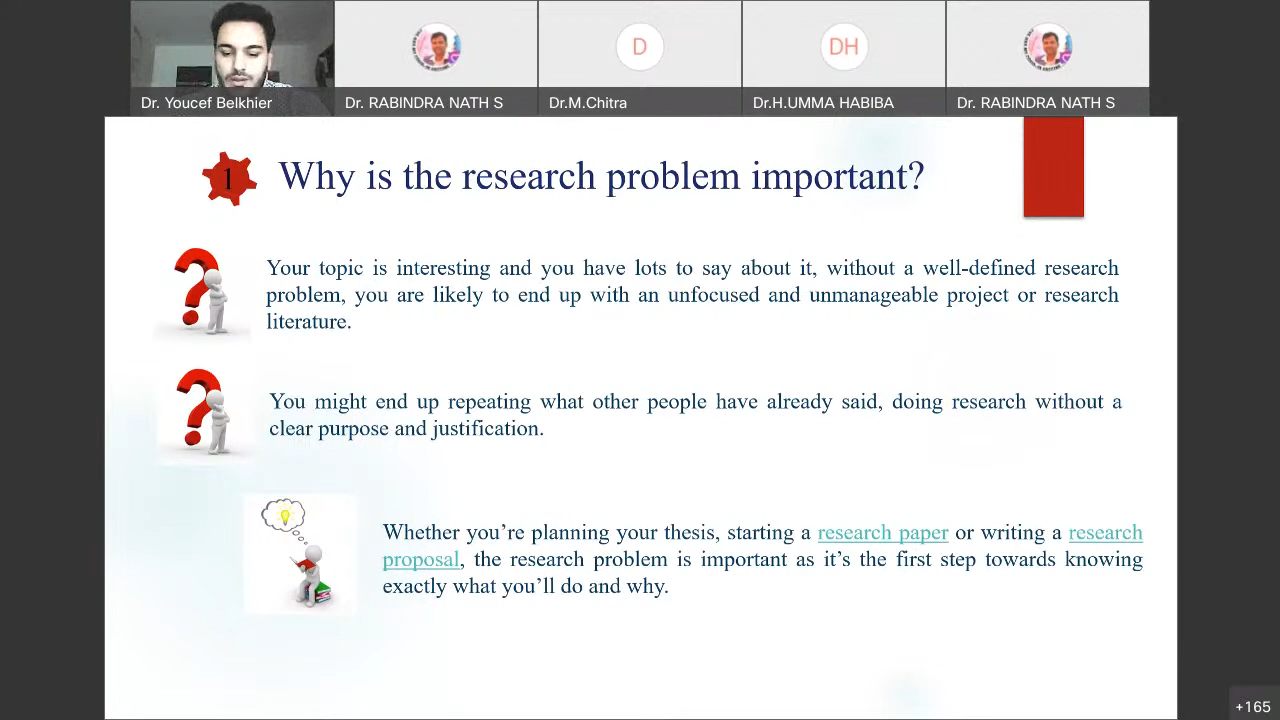 Dr. Youcef Belkhier
Dr. RABINDRA NATH S
Dr.M.Chitra
Dr.H.UMMA HABIBA
Dr. RABINDRA NATH S
D
DH
1
Why is the research problem important?
Your topic is interesting and you have lots to say about it, without a well-defined research
problem, you are likely to end up with an unfocused and unmanageable project or research
literature.
You might end up repeating what other people have already said, doing research without a
clear purpose and justification.
Whether you’re planning your thesis, starting a research paper or writing a research
proposal, the research problem is important as it’s the first step towards knowing
exactly what you’ll do and why.
+165